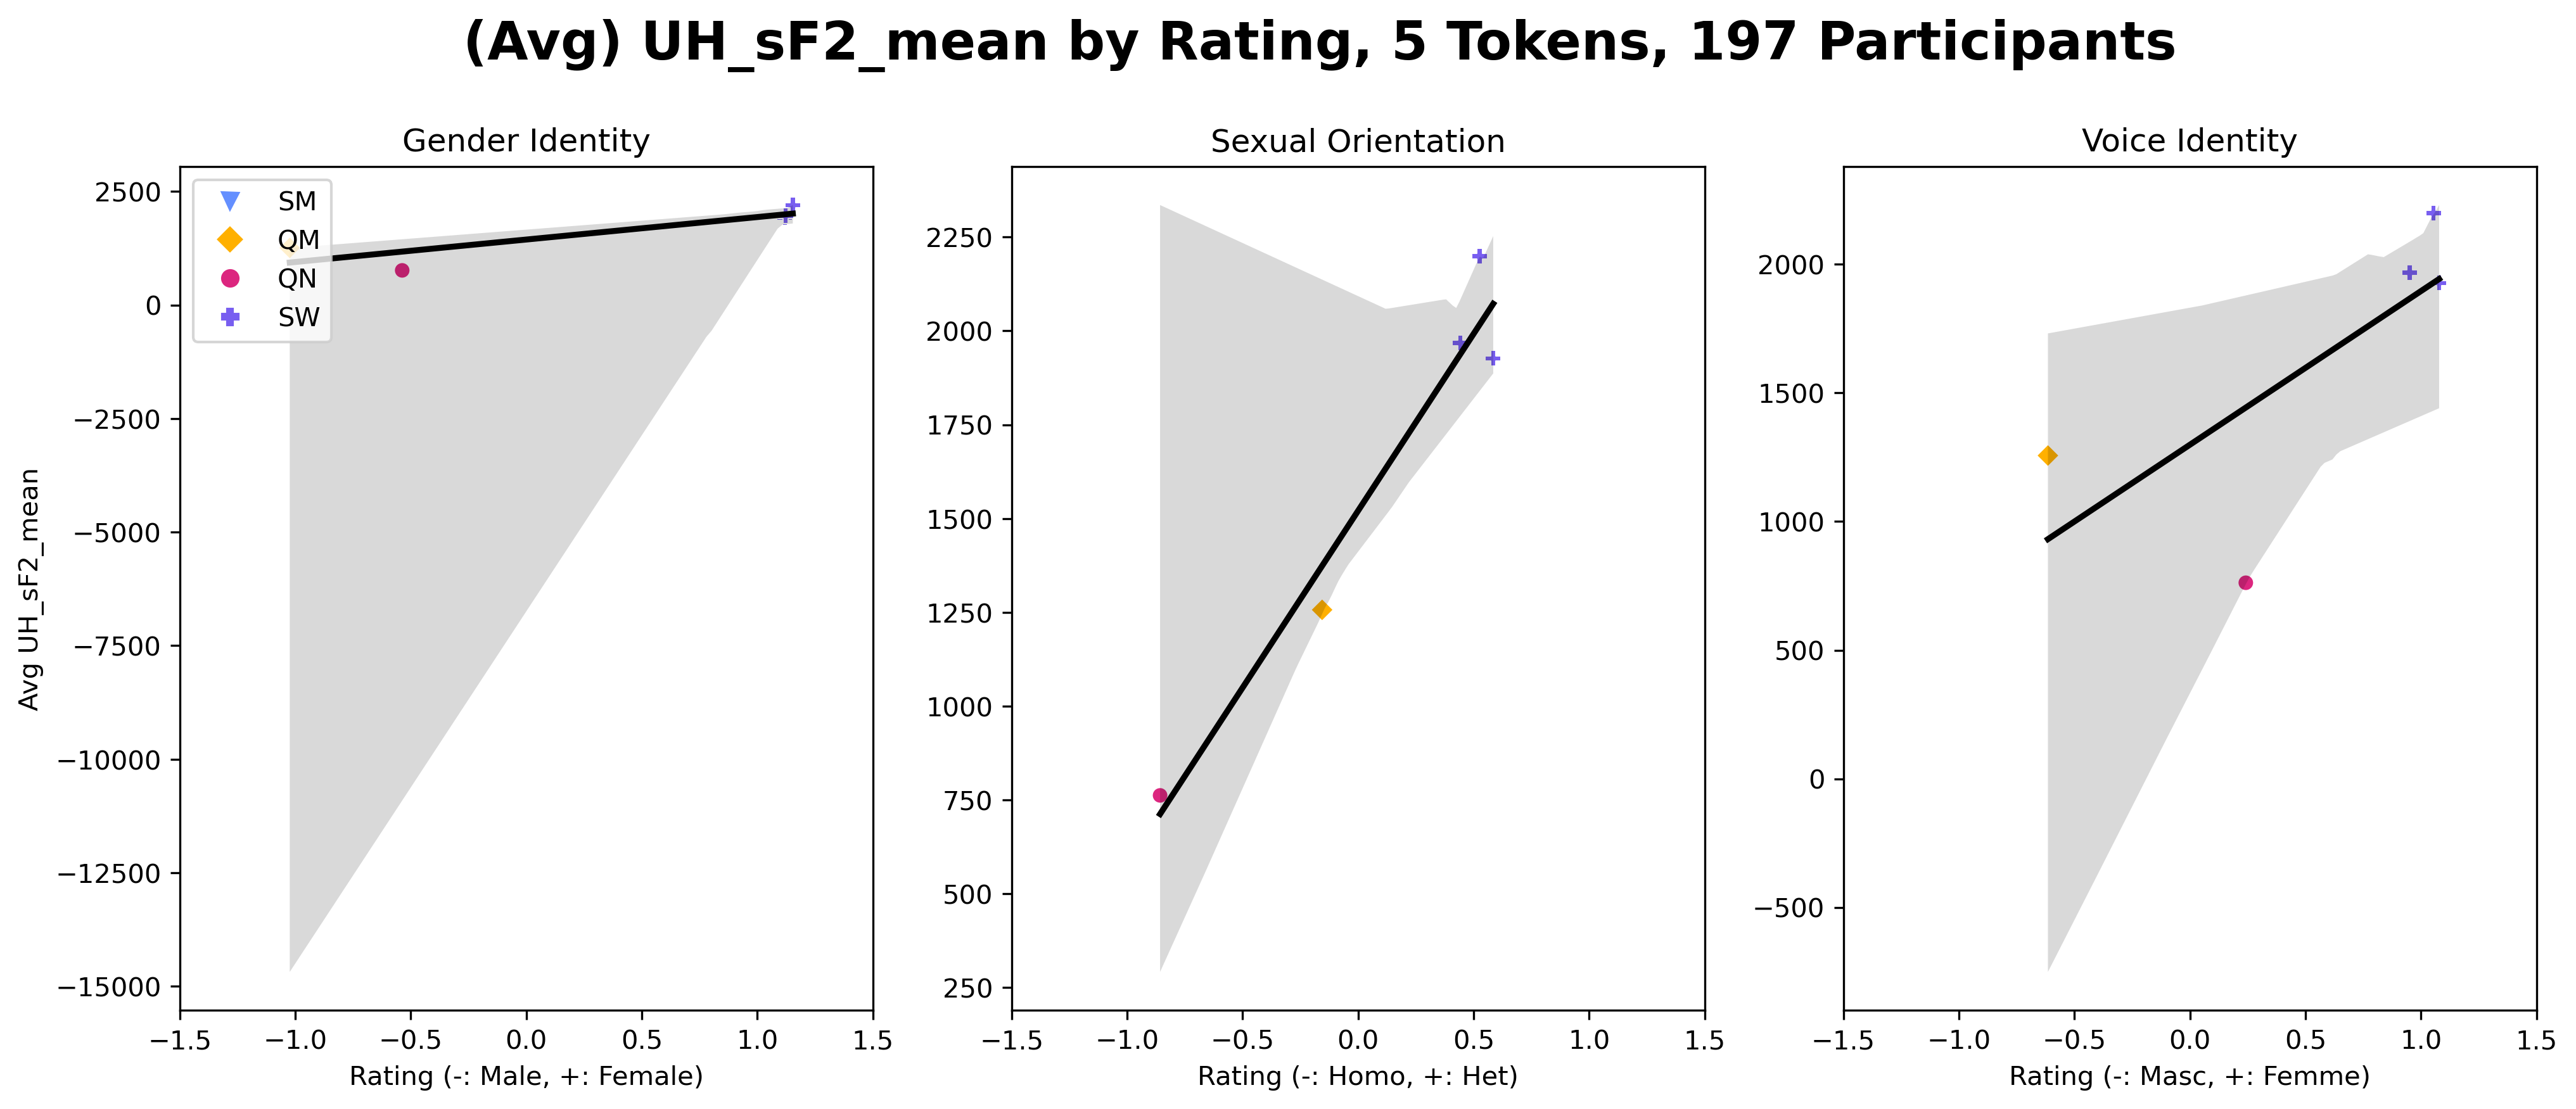 (Avg) UH_sF2_mean by Rating, 5 Tokens, 197 Participants
Gender Identity
2500
0
−2500
−5000
−7500
−10000
−12500
−15000
Avg UH_sF2_mean
SM
QM
QN
SW
−1.5 −1.0 −0.5 0.0 0.5 1.0 1.5
Rating (-: Male, +: Female)
Sexual Orientation
2250
2000
1750
1500
1250
1000
750
500
250
−1.5 −1.0 −0.5 0.0 0.5 1.0 1.5
Rating (-: Homo, +: Het)
Voice Identity
2000
1500
1000
500
0
−500
−1.5 −1.0 −0.5 0.0 0.5 1.0 1.5
Rating (-: Masc, +: Femme)